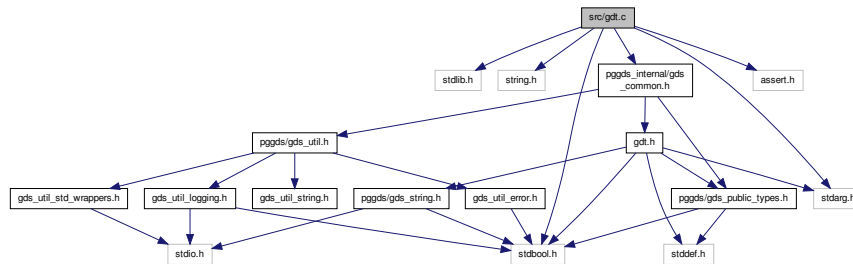 src/gdt.c
stdlib.h
string.h
pggds_internal/gds
_common.h
assert.h
pggds/gds_util.h
gdt.h
gds_util_std_wrappers.h
gds_util_logging.h
gds_util_string.h
pggds/gds_string.h
gds_util_error.h
pggds/gds_public_types.h
stdarg.h
stdio.h
stdbool.h
stddef.h